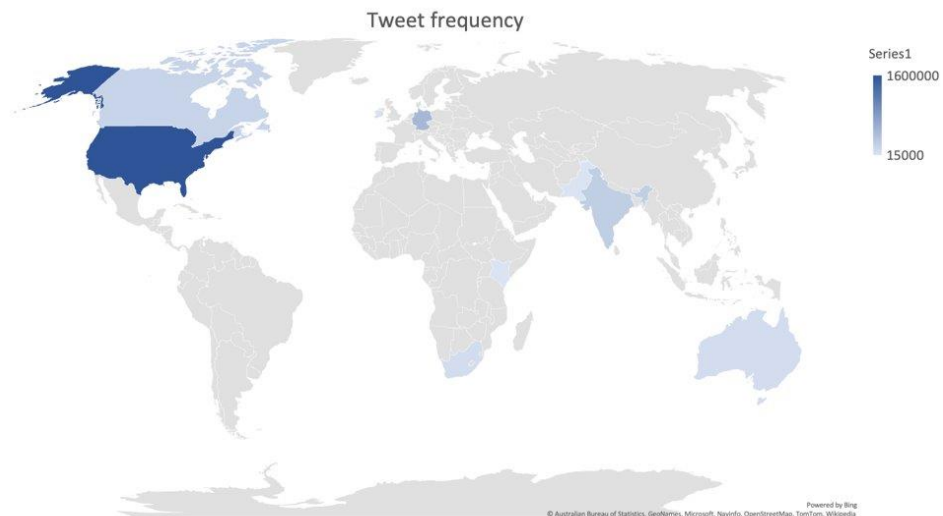 Tweet frequency
Series1
1600000
15000
Powered by Bing
© Australian Bureau of Statistics, GeoNames, Microsoft, Navinfo, OpenStreetMap, TomTom, Wikipedia